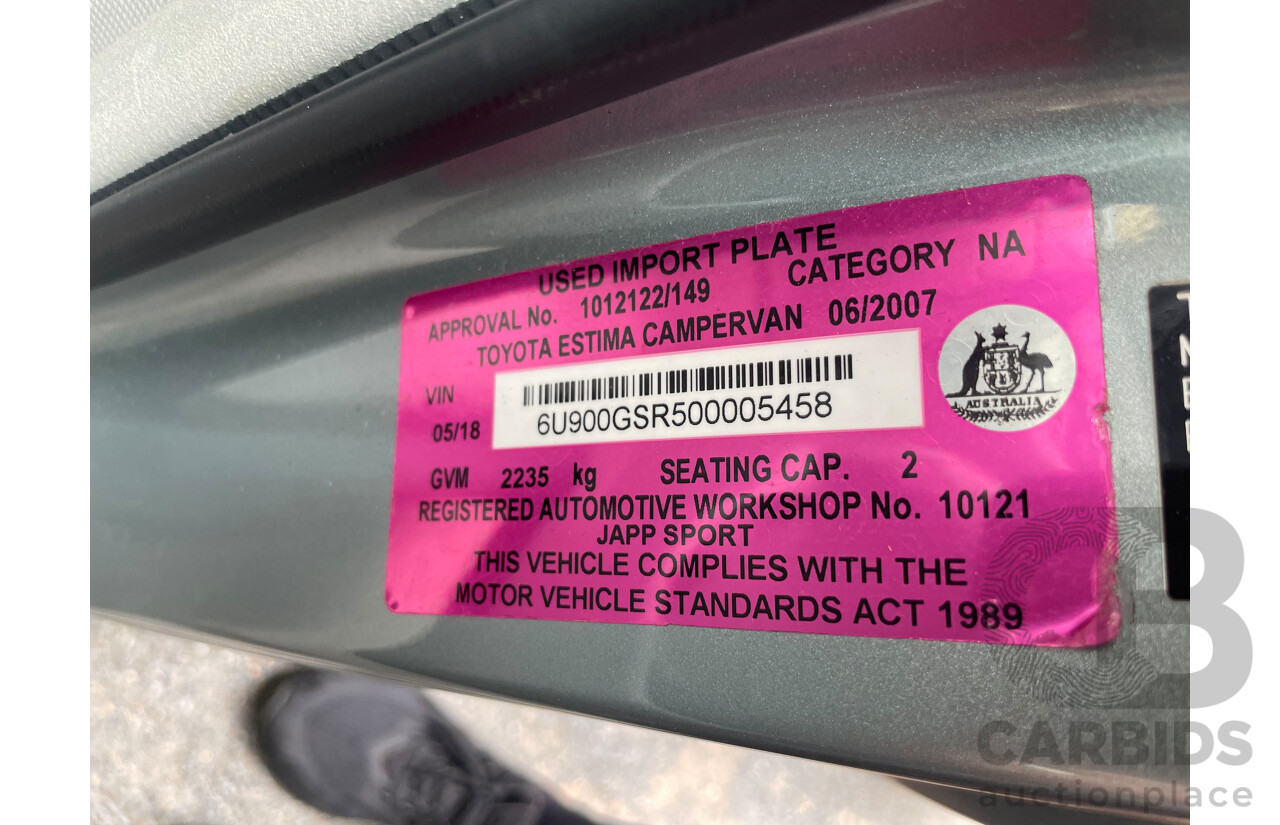 USED IMPORT PLATE
APPROVAL No. 1012122/149 CATEGORY NA
TOYOTA ESTIMA CAMPERVAN 06/2007
VIN
05/18 6U900GSR500005458
AUSTRALIA
GVM 2235 kg SEATING CAP. 2
REGISTERED AUTOMOTIVE WORKSHOP No. 10121
JAPP SPORT
THIS VEHICLE COMPLIES WITH THE
MOTOR VEHICLE STANDARDS ACT 1989
CARBIDS
auctionplace